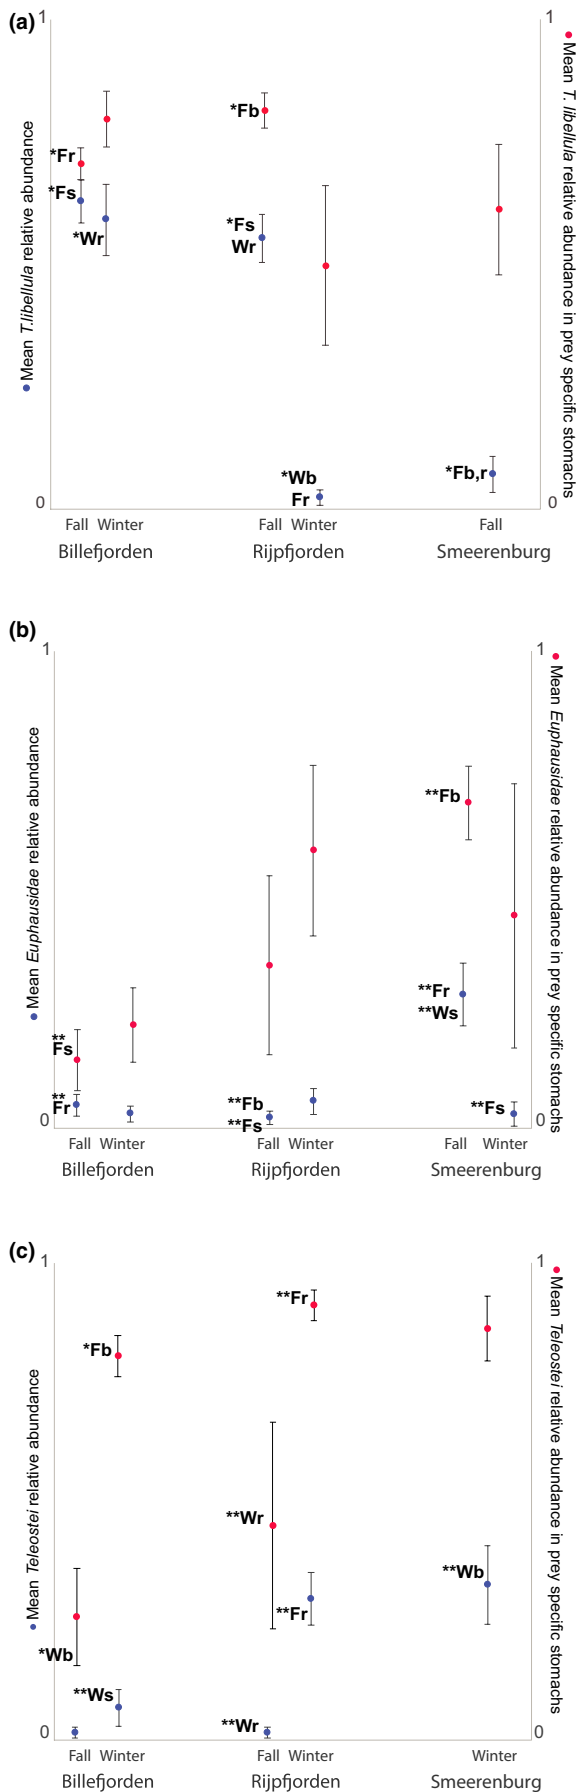 (a)
1
1
Mean T.libellula relative abundance
Mean T. libellula relative abundance in prey specific stomachs
*Fr
*Fs
*Wr
*Fb
*Fs
Wr
*Wb
Fr
*Fb,r
0
0
Fall Winter
Fall Winter
Fall
Billefjorden
Rijpfjorden
Smeerenburg
(b)
1
1
Mean Euphausidae relative abundance
Mean Euphausidae relative abundance in prey specific stomachs
**Fb
**Fr
**Ws
**
Fs
**
Fr
**Fb
**Fs
**Fs
0
0
Fall Winter
Fall Winter
Fall Winter
Billefjorden
Rijpfjorden
Smeerenburg
(c)
1
1
Mean Teleostei relative abundance
Mean Teleostei relative abundance in prey specific stomachs
**Fr
*Fb
**Wr
**Wb
**Fr
*Wb
**Ws
**Wr
0
0
Fall Winter
Fall Winter
Winter
Billefjorden
Rijpfjorden
Smeerenburg